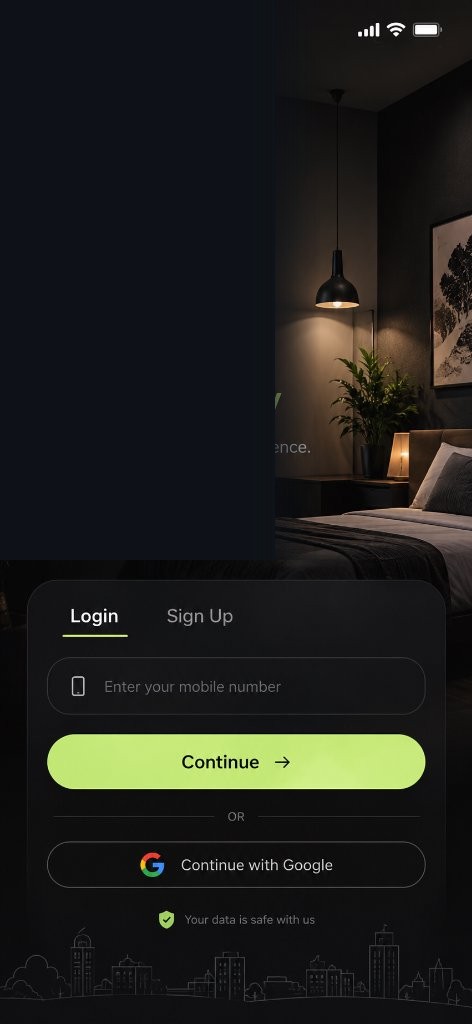 ence.
Login Sign Up
Enter your mobile number
Continue →
OR
Continue with Google
Your data is safe with us